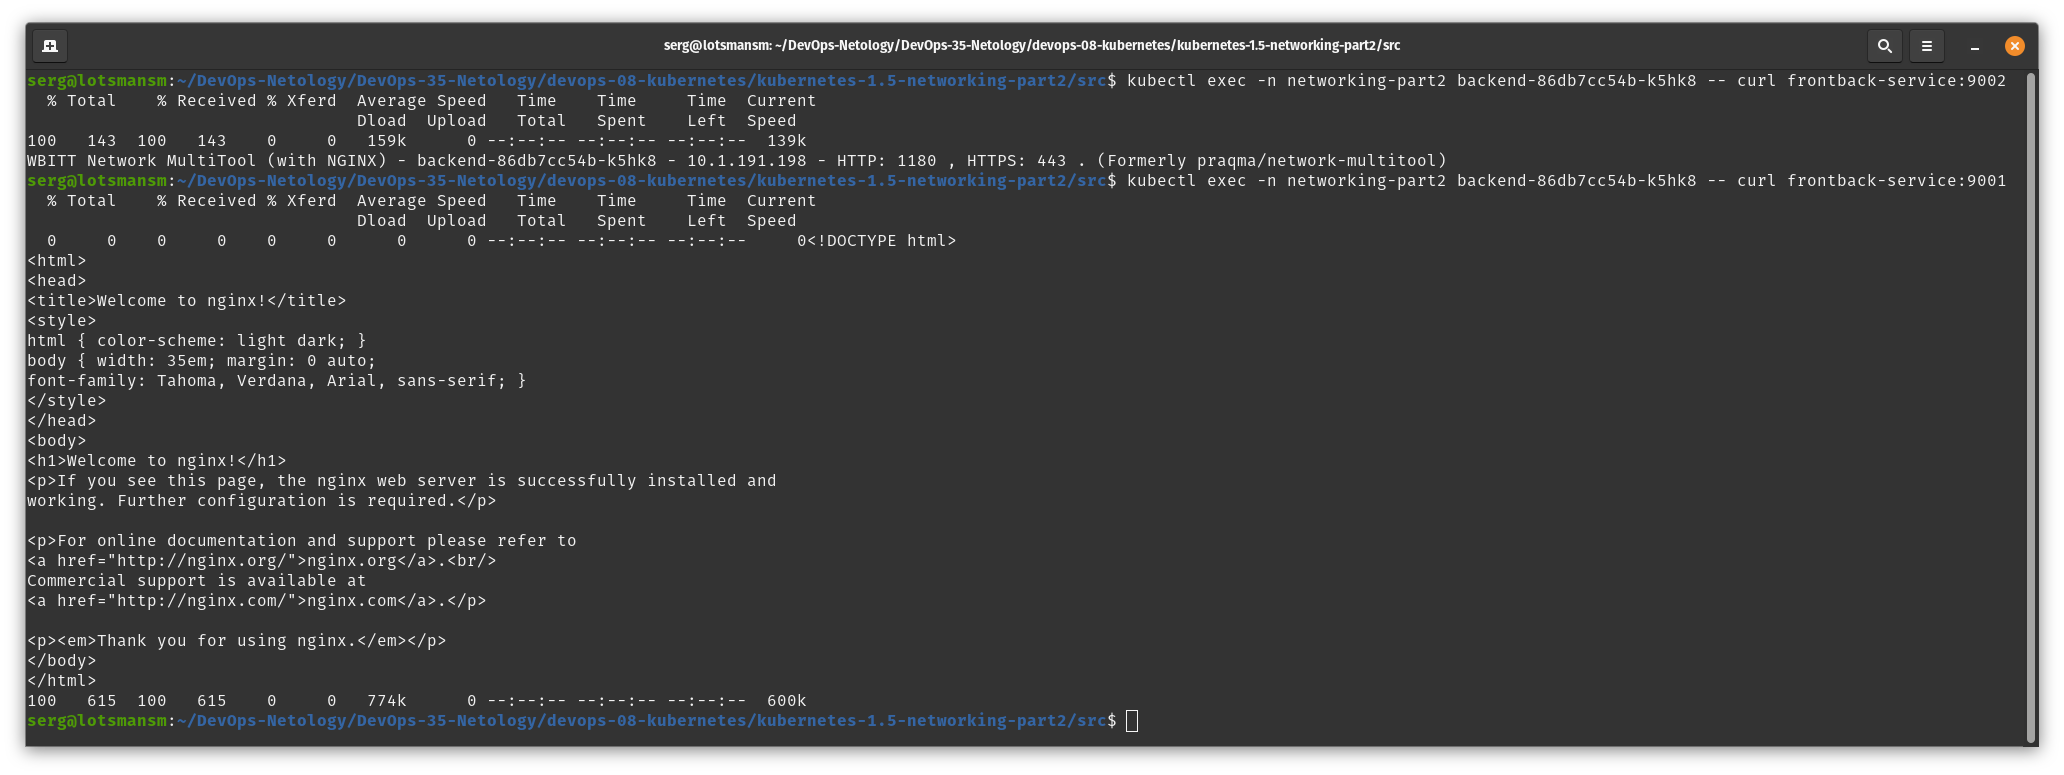 serg@lotsmansm: ~/DevOps-Netology/DevOps-35-Netology/devops-08-kubernetes/kubernetes-1.5-networking-part2/src
serg@lotsmansm:~/DevOps-Netology/DevOps-35-Netology/devops-08-kubernetes/kubernetes-1.5-networking-part2/src$ kubectl exec -n networking-part2 backend-86db7cc54b-k5hk8 -- curl frontback-service:9002
  % Total    % Received % Xferd  Average Speed   Time    Time     Time  Current
                                 Dload  Upload   Total   Spent    Left  Speed
100   143  100   143    0     0   159k      0 --:--:-- --:--:-- --:--:--  139k
WBITT Network MultiTool (with NGINX) - backend-86db7cc54b-k5hk8 - 10.1.191.198 - HTTP: 1180 , HTTPS: 443 . (Formerly praqma/network-multitool)
serg@lotsmansm:~/DevOps-Netology/DevOps-35-Netology/devops-08-kubernetes/kubernetes-1.5-networking-part2/src$ kubectl exec -n networking-part2 backend-86db7cc54b-k5hk8 -- curl frontback-service:9001
  % Total    % Received % Xferd  Average Speed   Time    Time     Time  Current
                                 Dload  Upload   Total   Spent    Left  Speed
  0     0    0     0    0     0      0      0 --:--:-- --:--:-- --:--:--     0<!DOCTYPE html>
<html>
<head>
<title>Welcome to nginx!</title>
<style>
html { color-scheme: light dark; }
body { width: 35em; margin: 0 auto;
font-family: Tahoma, Verdana, Arial, sans-serif; }
</style>
</head>
<body>
<h1>Welcome to nginx!</h1>
<p>If you see this page, the nginx web server is successfully installed and
working. Further configuration is required.</p>

<p>For online documentation and support please refer to
<a href="http://nginx.org/">nginx.org</a>.<br/>
Commercial support is available at
<a href="http://nginx.com/">nginx.com</a>.</p>

<p><em>Thank you for using nginx.</em></p>
</body>
</html>
100   615  100   615    0     0   774k      0 --:--:-- --:--:-- --:--:--  600k
serg@lotsmansm:~/DevOps-Netology/DevOps-35-Netology/devops-08-kubernetes/kubernetes-1.5-networking-part2/src$